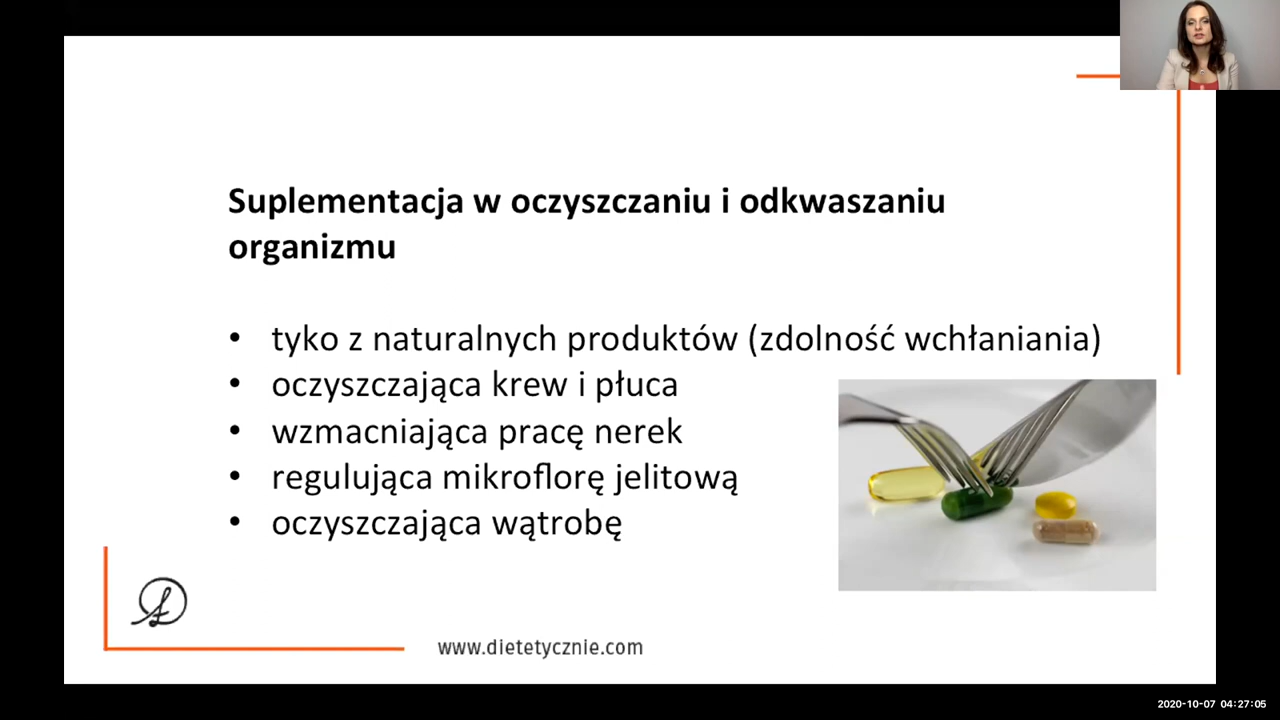 Suplementacja w oczyszczaniu i odkwaszaniu
organizmu
• tyko z naturalnych produktów (zdolność wchłaniania)
• oczyszczająca krew i płuca
• wzmacniająca pracę nerek
• regulująca mikroflorę jelitową
• oczyszczająca wątrobę
www.dietetycznie.com
2020-10-07 04:27:05